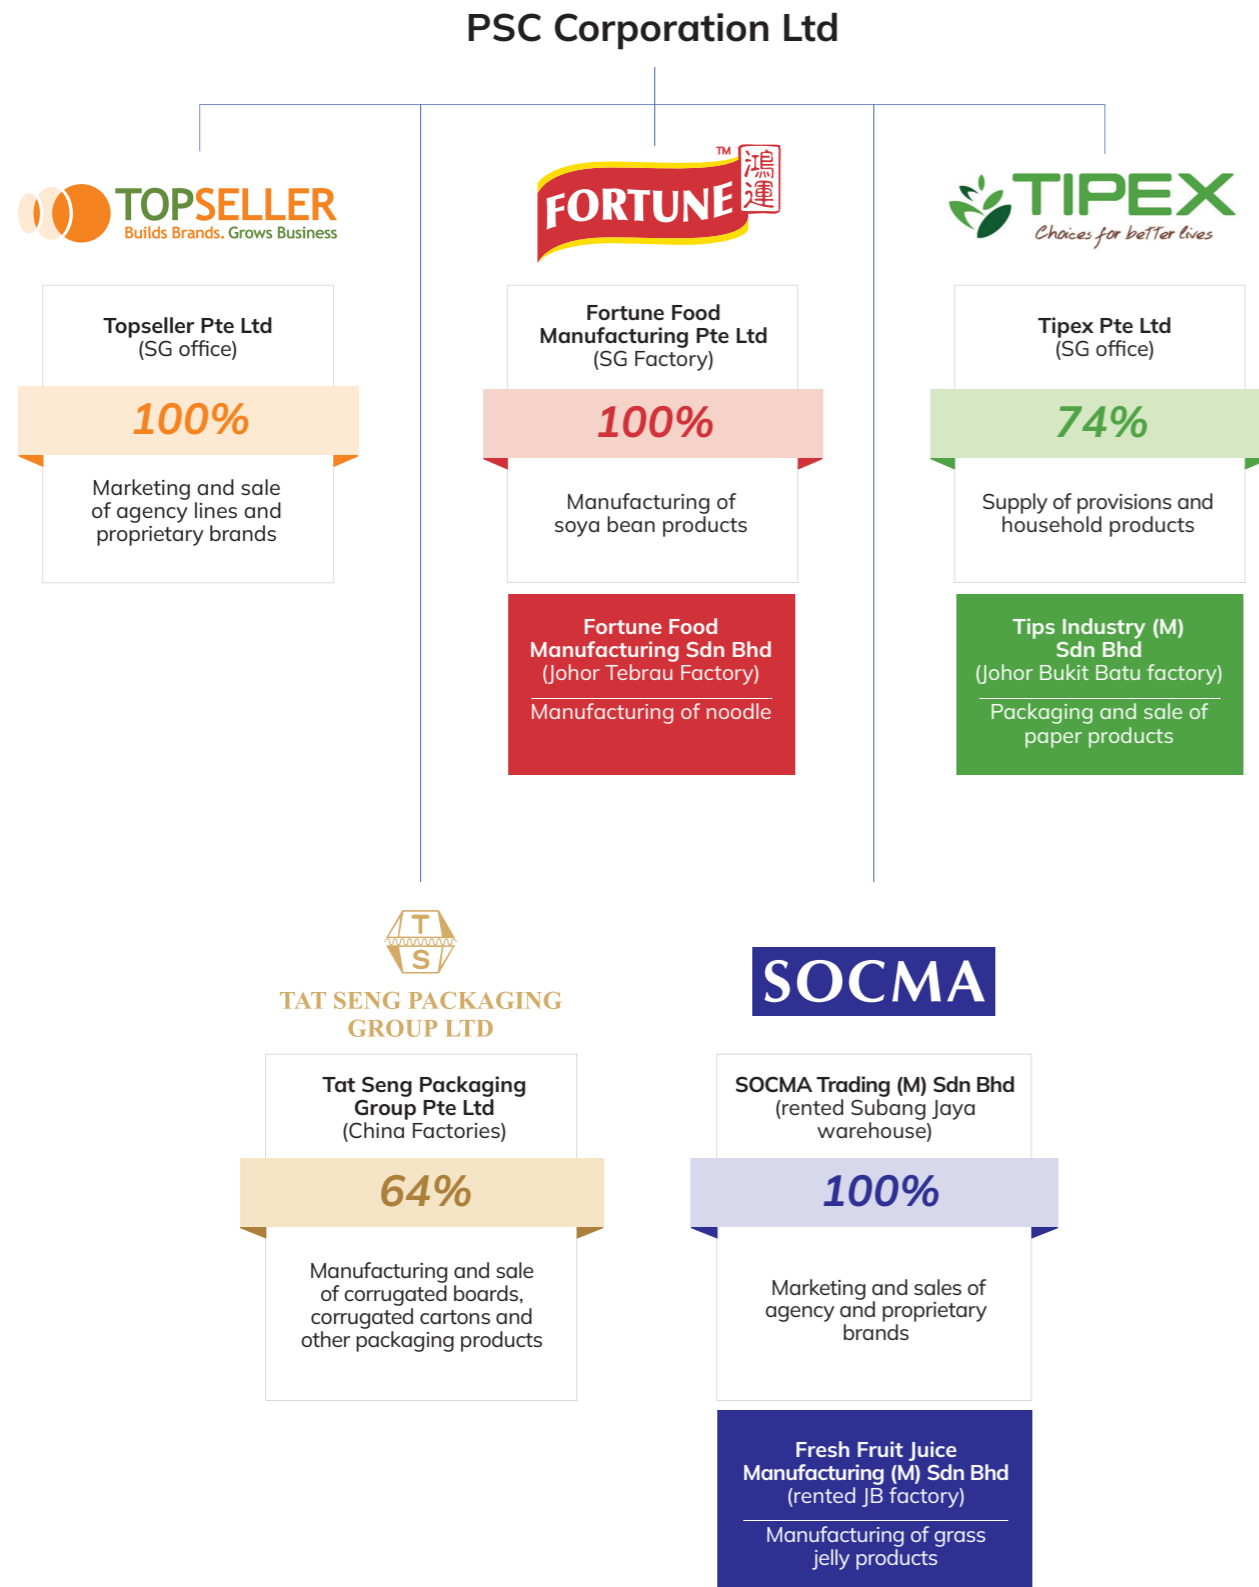 PSC Corporation Ltd
TOPSELLER
Builds Brands. Grows Business
Topseller Pte Ltd
(SG office)
100%
Marketing and sale
of agency lines and
proprietary brands
TM
鴻運
FORTUNE
Fortune Food
Manufacturing Pte Ltd
(SG Factory)
100%
Manufacturing of
soya bean products
Fortune Food
Manufacturing Sdn Bhd
(Johor Tebrau Factory)
Manufacturing of noodle
TIPEX
Choices for better lives
Tipex Pte Ltd
(SG office)
74%
Supply of provisions and
household products
Tips Industry (M)
Sdn Bhd
(Johor Bukit Batu factory)
Packaging and sale of
paper products
T
S
TAT SENG PACKAGING
GROUP LTD
Tat Seng Packaging
Group Pte Ltd
(China Factories)
64%
Manufacturing and sale
of corrugated boards,
corrugated cartons and
other packaging products
SOCMA
SOCMA Trading (M) Sdn Bhd
(rented Subang Jaya
warehouse)
100%
Marketing and sales of
agency and proprietary
brands
Fresh Fruit Juice
Manufacturing (M) Sdn Bhd
(rented JB factory)
Manufacturing of grass
jelly products